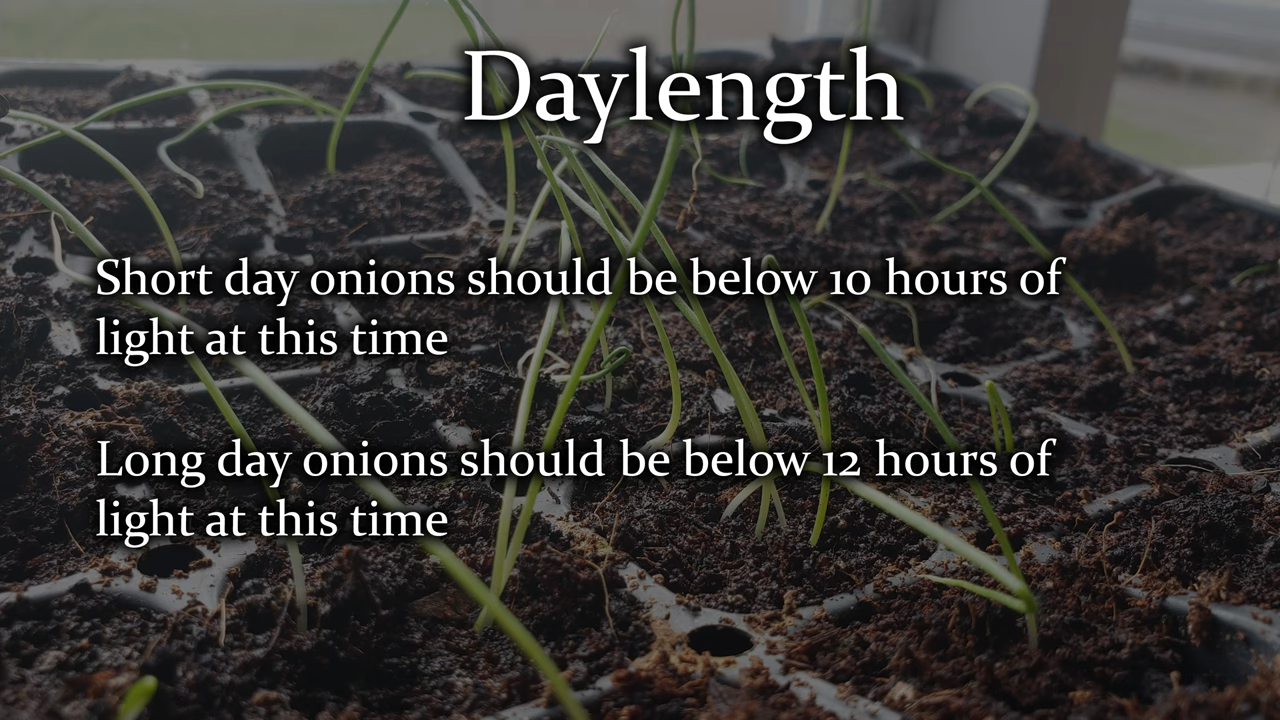 Daylength
Short day onions should be below 10 hours of
light at this time
Long day onions should be below 12 hours of
light at this time